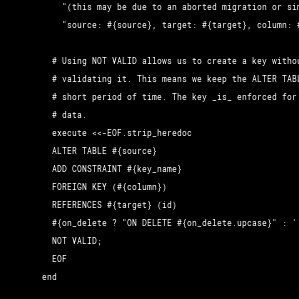 "(this may be due to an aborted migration or si
"source: #{source}, target: #{target}, column:
# Using NOT VALID allows us to create a key withou
# validating it. This means we keep the ALTER TABL
# short period of time. The key _is_ enforced for
# data.
execute <<-EOF.strip_heredoc
ALTER TABLE #{source}
ADD CONSTRAINT #{key_name}
FOREIGN KEY (#{column})
REFERENCES #{target} (id)
#{on_delete ? "ON DELETE #{on_delete.upcase}" : '
NOT VALID;
EOF
end